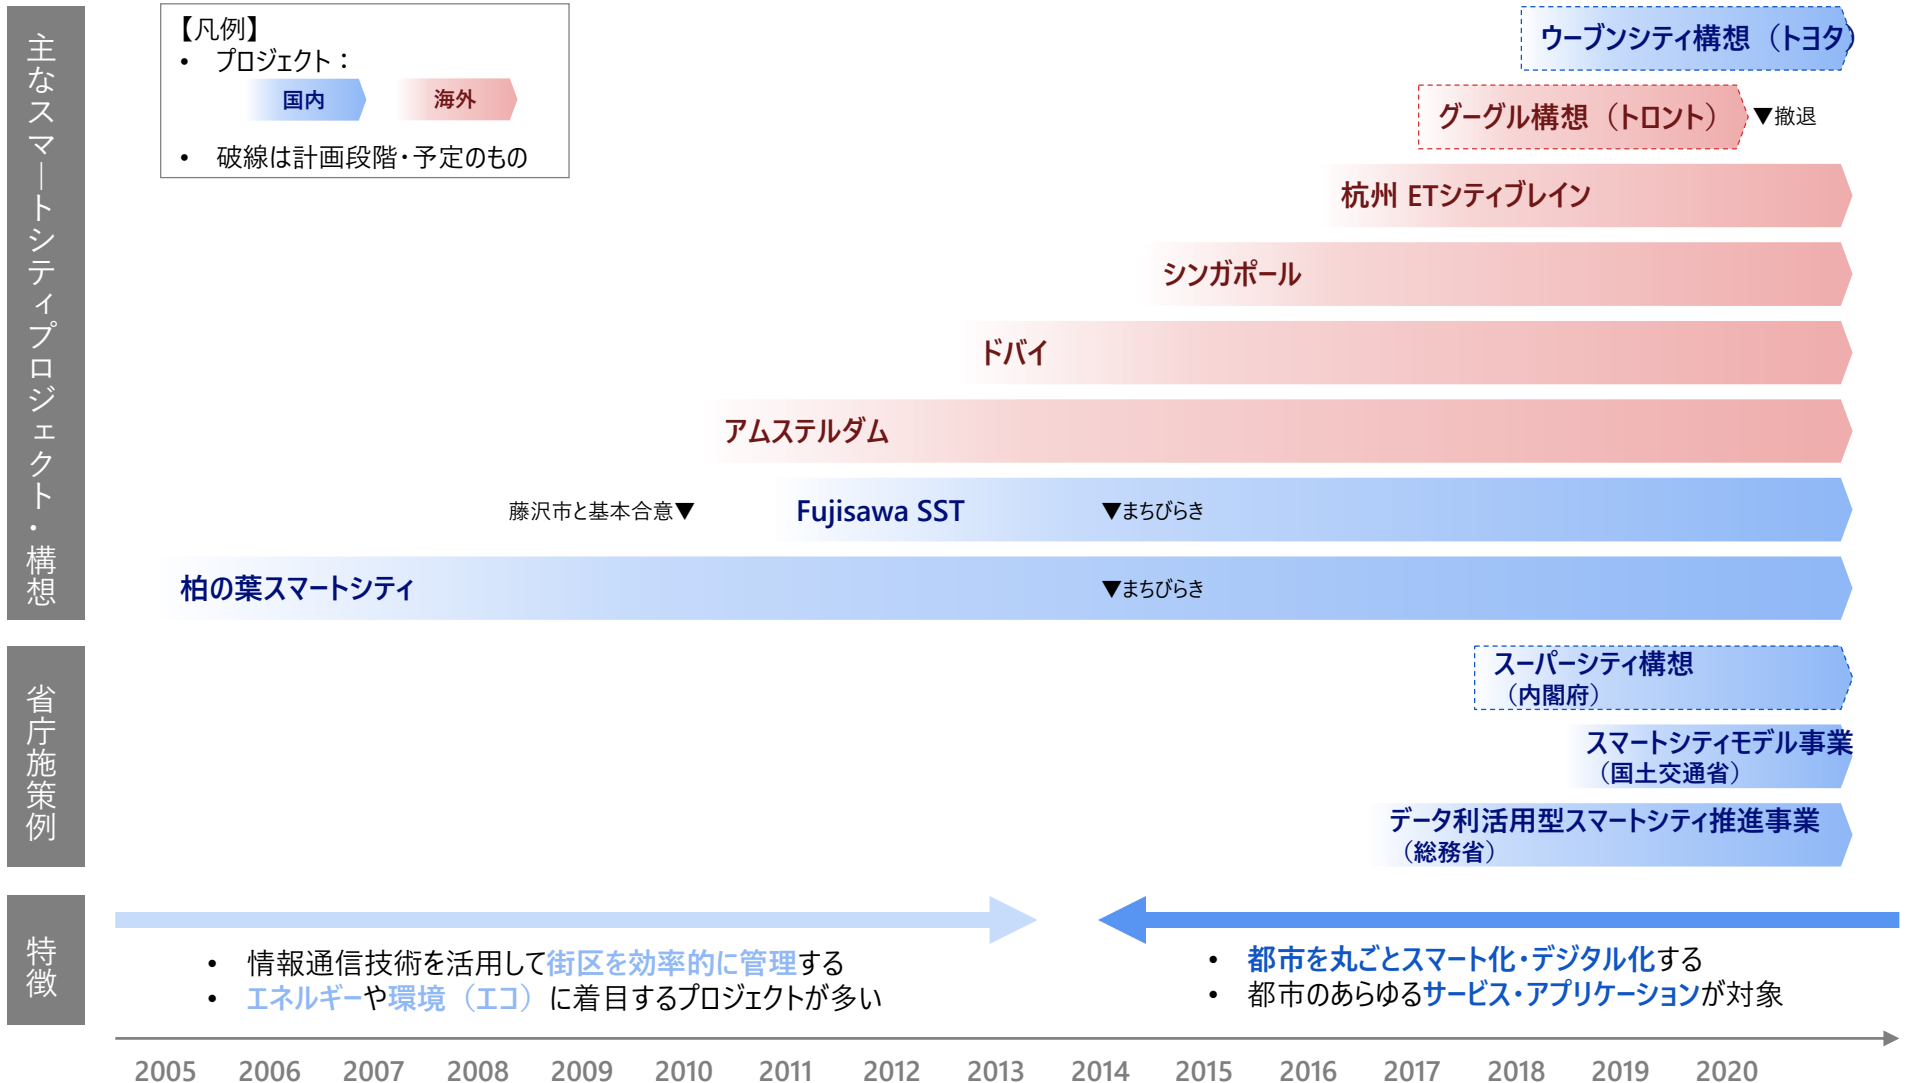 主なスマートシティプロジェクト・構想
【凡例】
• プロジェクト：
国内
海外
• 破線は計画段階・予定のもの
ウーブンシティ構想（トヨタ）
グーグル構想（トロント）
▼撤退
杭州 ETシティブレイン
シンガポール
ドバイ
アムステルダム
藤沢市と基本合意▼
Fujisawa SST
▼まちびらき
柏の葉スマートシティ
▼まちびらき
省庁施策例
スーパーシティ構想
（内閣府）
スマートシティモデル事業
（国土交通省）
データ利活用型スマートシティ推進事業
（総務省）
特徴
• 情報通信技術を活用して街区を効率的に管理する
• エネルギーや環境（エコ）に着目するプロジェクトが多い
• 都市を丸ごとスマート化・デジタル化する
• 都市のあらゆるサービス・アプリケーションが対象
2005 2006 2007 2008 2009 2010 2011 2012 2013 2014 2015 2016 2017 2018 2019 2020